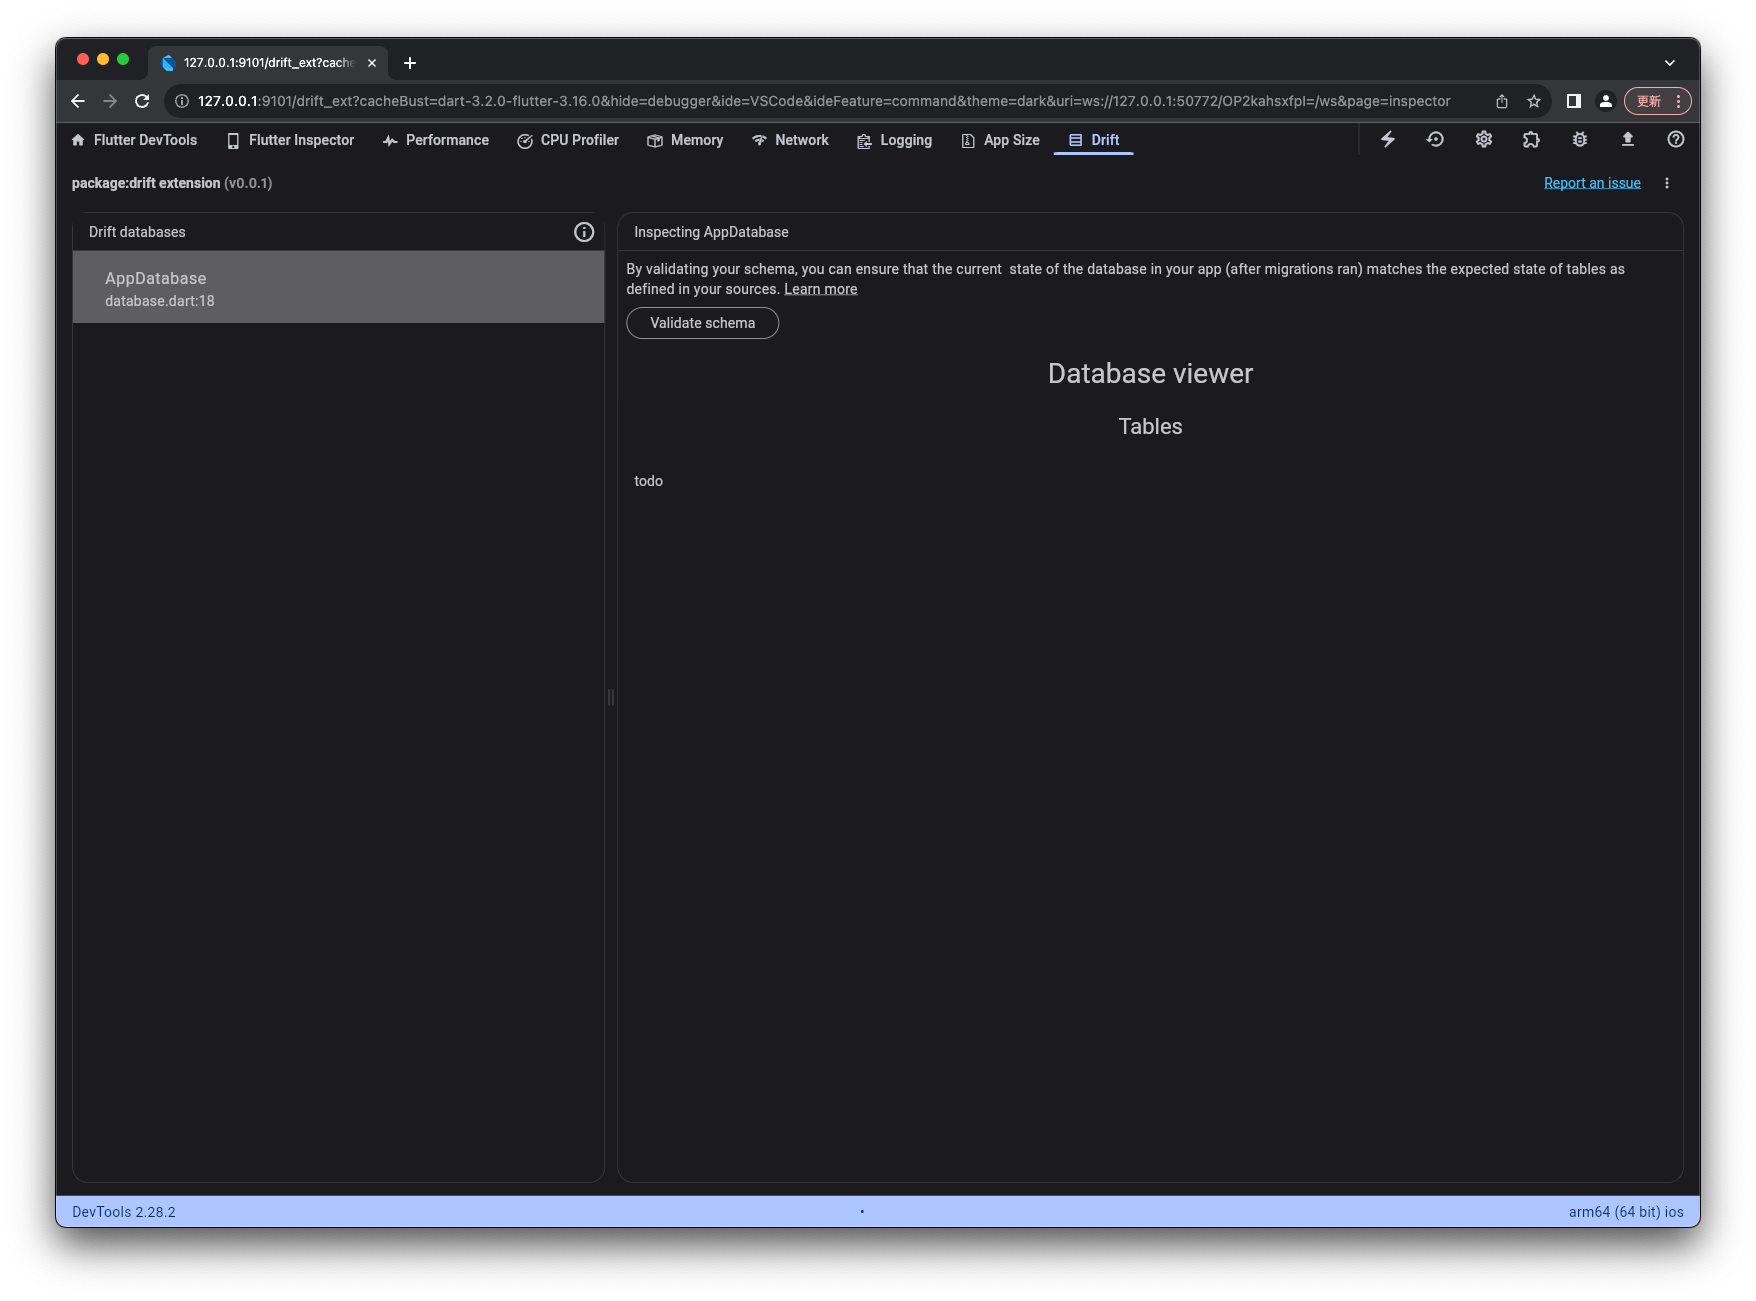 127.0.0.1:9101/drift_ext?cache
127.0.0.1:9101/drift_ext?cacheBust=dart-3.2.0-flutter-3.16.0&hide=debugger&ide=VSCode&ideFeature=command&theme=dark&uri=ws://127.0.0.1:50772/OP2kahsxfpI=/ws&page=inspector
更新
Flutter DevTools Flutter Inspector Performance CPU Profiler Memory Network Logging App Size Drift
package:drift extension (v0.0.1)
Report an issue
Drift databases
AppDatabase
database.dart:18
Inspecting AppDatabase
By validating your schema, you can ensure that the current  state of the database in your app (after migrations ran) matches the expected state of tables as
defined in your sources. Learn more
Validate schema
Database viewer
Tables
todo
DevTools 2.28.2
•
arm64 (64 bit) ios